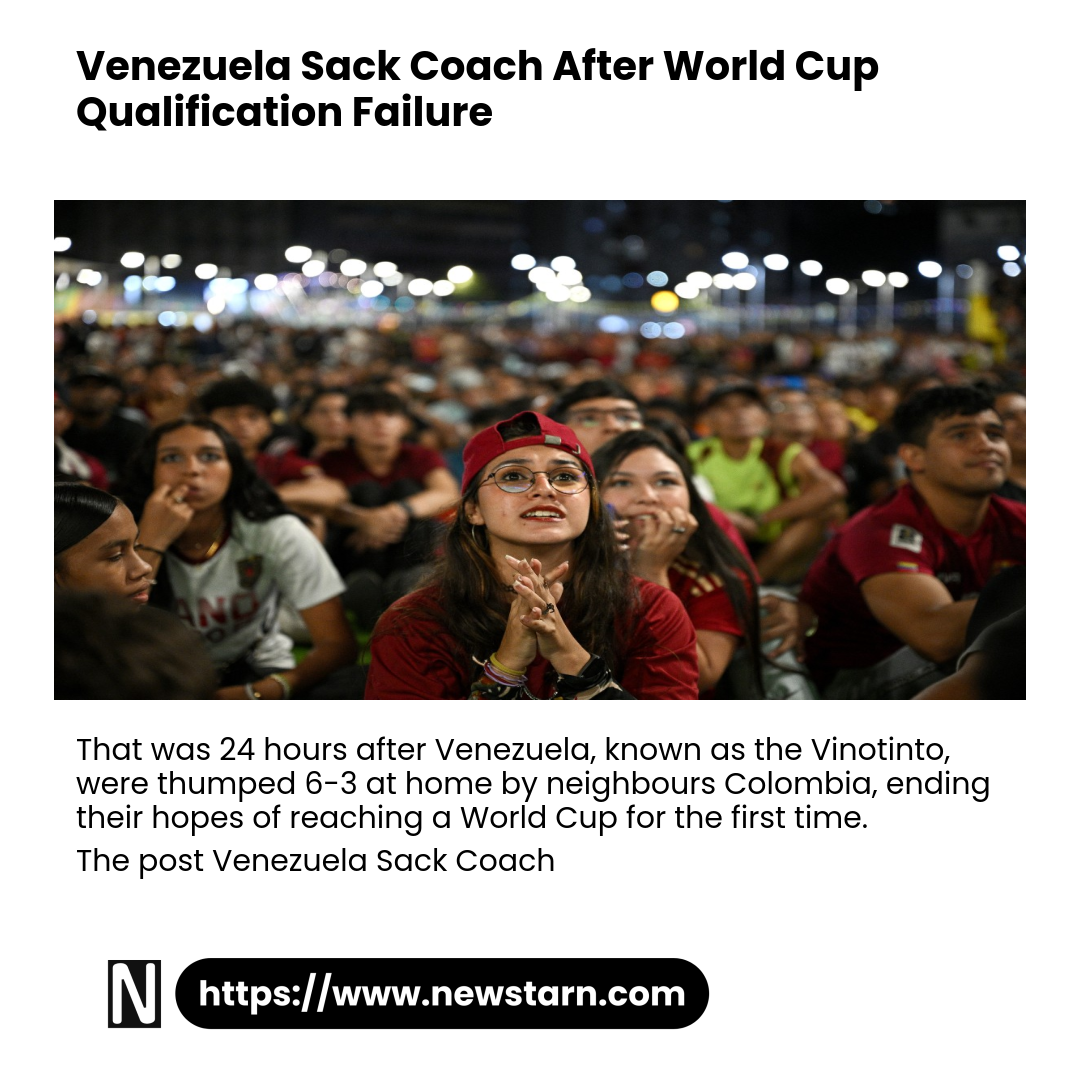 Venezuela Sack Coach After World Cup
Qualification Failure
That was 24 hours after Venezuela, known as the Vinotinto,
were thumped 6-3 at home by neighbours Colombia, ending
their hopes of reaching a World Cup for the first time.
The post Venezuela Sack Coach
N https://www.newstarn.com